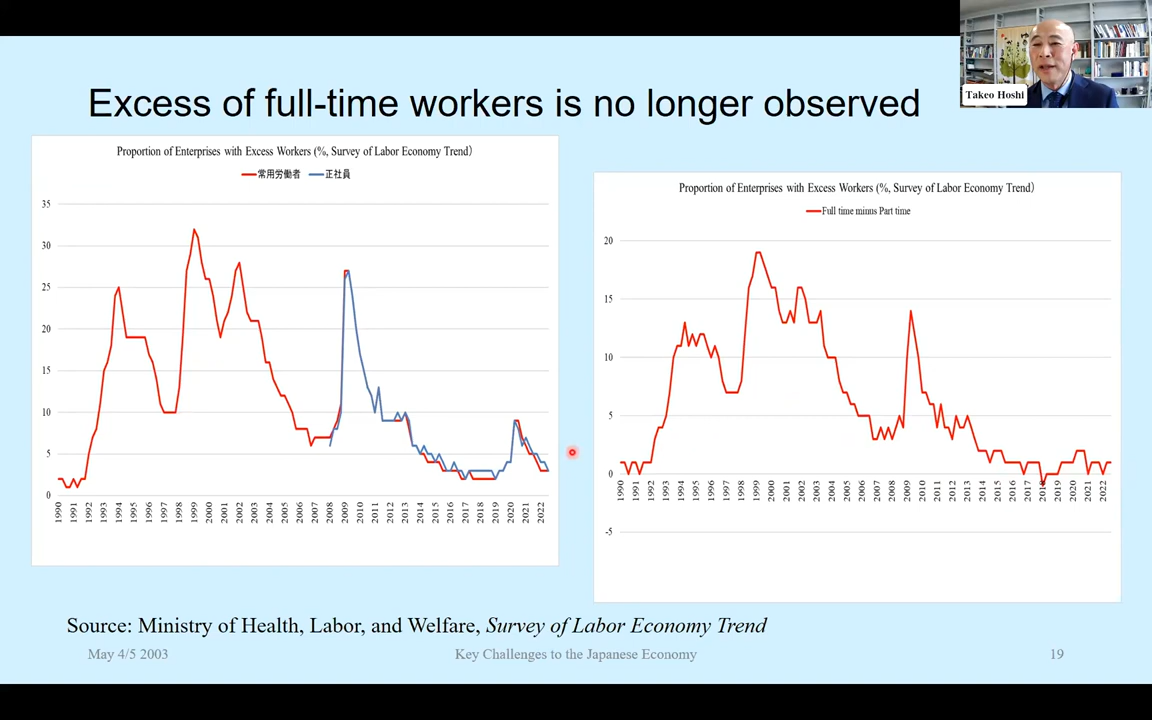 Excess of full-time workers is no longer observed
Takeo Hoshi
Proportion of Enterprises with Excess Workers (%, Survey of Labor Economy Trend)
常用労働者 正社員
35
30
25
20
15
10
5
0
1990 1991 1992 1993 1994 1995 1996 1997 1998 1999 2000 2001 2002 2003 2004 2005 2006 2007 2008 2009 2010 2011 2012 2013 2014 2015 2016 2017 2018 2019 2020 2021 2022
Proportion of Enterprises with Excess Workers (%, Survey of Labor Economy Trend)
Full time minus Part time
20
15
10
5
0
-5
1990 1991 1992 1993 1994 1995 1996 1997 1998 1999 2000 2001 2002 2003 2004 2005 2006 2007 2008 2009 2010 2011 2012 2013 2014 2015 2016 2017 2018 2019 2020 2021 2022
Source: Ministry of Health, Labor, and Welfare, Survey of Labor Economy Trend
May 4/5 2003
Key Challenges to the Japanese Economy
19